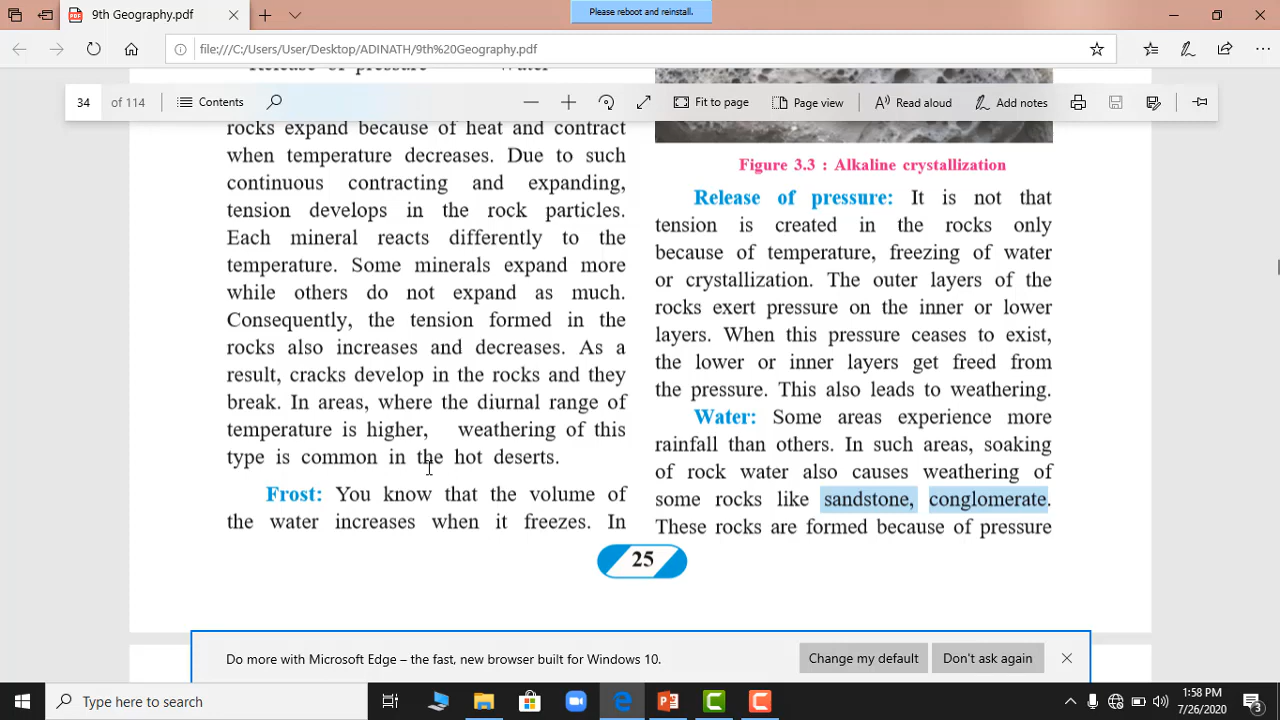 9th Geography.pdf
Please reboot and reinstall.
file:///C:/Users/User/Desktop/ADINATH/9th%20Geography.pdf
34 of 114 Contents Fit to page Page view Read aloud Add notes
rocks expand because of heat and contract
when temperature decreases. Due to such
continuous contracting and expanding,
tension develops in the rock particles.
Each mineral reacts differently to the
temperature. Some minerals expand more
while others do not expand as much.
Consequently, the tension formed in the
rocks also increases and decreases. As a
result, cracks develop in the rocks and they
break. In areas, where the diurnal range of
temperature is higher, weathering of this
type is common in the hot deserts.
Frost: You know that the volume of
the water increases when it freezes. In
Figure 3.3 : Alkaline crystallization
Release of pressure: It is not that
tension is created in the rocks only
because of temperature, freezing of water
or crystallization. The outer layers of the
rocks exert pressure on the inner or lower
layers. When this pressure ceases to exist,
the lower or inner layers get freed from
the pressure. This also leads to weathering.
Water: Some areas experience more
rainfall than others. In such areas, soaking
of rock water also causes weathering of
some rocks like sandstone, conglomerate.
These rocks are formed because of pressure
25
Do more with Microsoft Edge – the fast, new browser built for Windows 10.
Change my default
Don't ask again
Type here to search
1:58 PM
7/26/2020
3